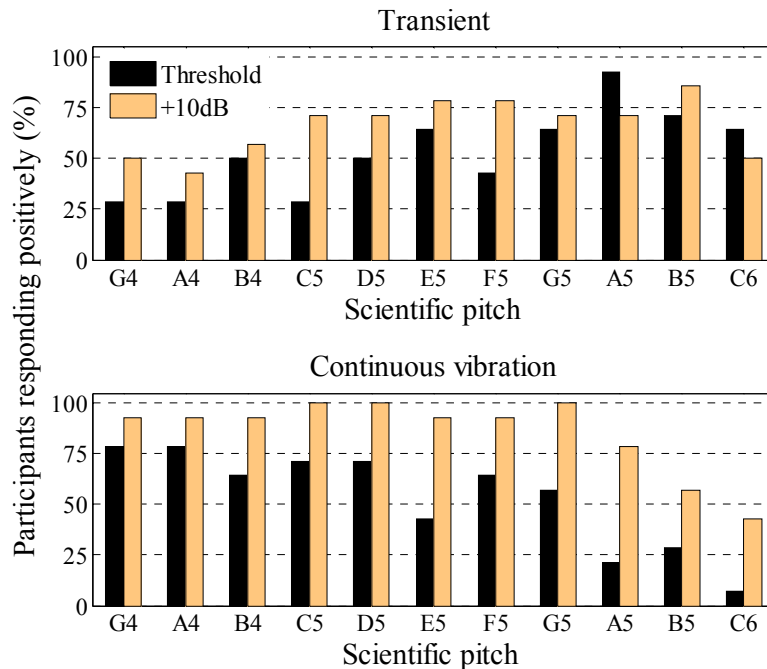 Transient
Participants responding positively (%)
100
75
50
25
0
Threshold
+10dB
G4 A4 B4 C5 D5 E5 F5 G5 A5 B5 C6
Scientific pitch
Continuous vibration
100
75
50
25
0
G4 A4 B4 C5 D5 E5 F5 G5 A5 B5 C6
Scientific pitch